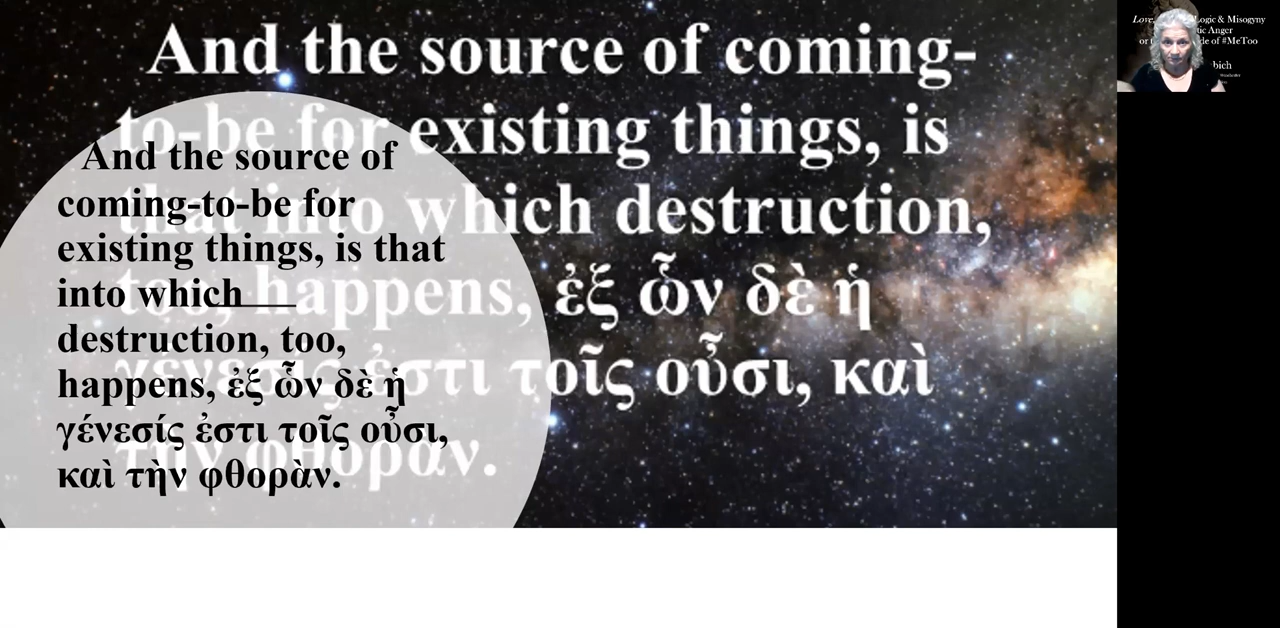 And the source of coming-
to-be for existing things, is
that into which destruction,
too, happens, ἐξ ὧν δὲ ἡ
γένεσίς ἐστι τοῖς οὖσι, καὶ
τὴν φθορὰν.
And the source of
coming-to-be for
existing things, is that
into which
destruction, too,
happens, ἐξ ὧν δὲ ἡ
γένεσίς ἐστι τοῖς οὖσι,
καὶ τὴν φθορὰν.
Love, Logic & Misogyny
Anger
or of #MeToo